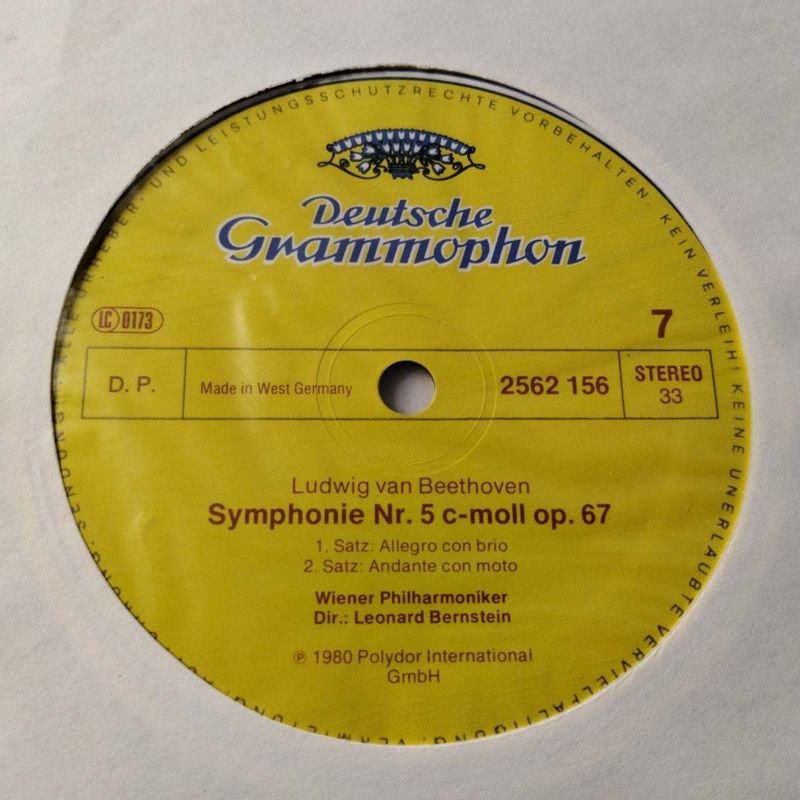 URHEBER- UND LEISTUNGSSCHUTZRECHTE VORBEHALTEN. KEIN VERLEIH! KEINE UNERLAUBTE VERVIELFÄLTIGUNG, VERMIETUNG,
Deutsche
Grammophon
LC 0173
7
D. P.
Made in West Germany
2562 156
STEREO
33
Ludwig van Beethoven
Symphonie Nr. 5 c-moll op. 67
1. Satz: Allegro con brio
2. Satz: Andante con moto
Wiener Philharmoniker
Dir.: Leonard Bernstein
℗ 1980 Polydor International
GmbH